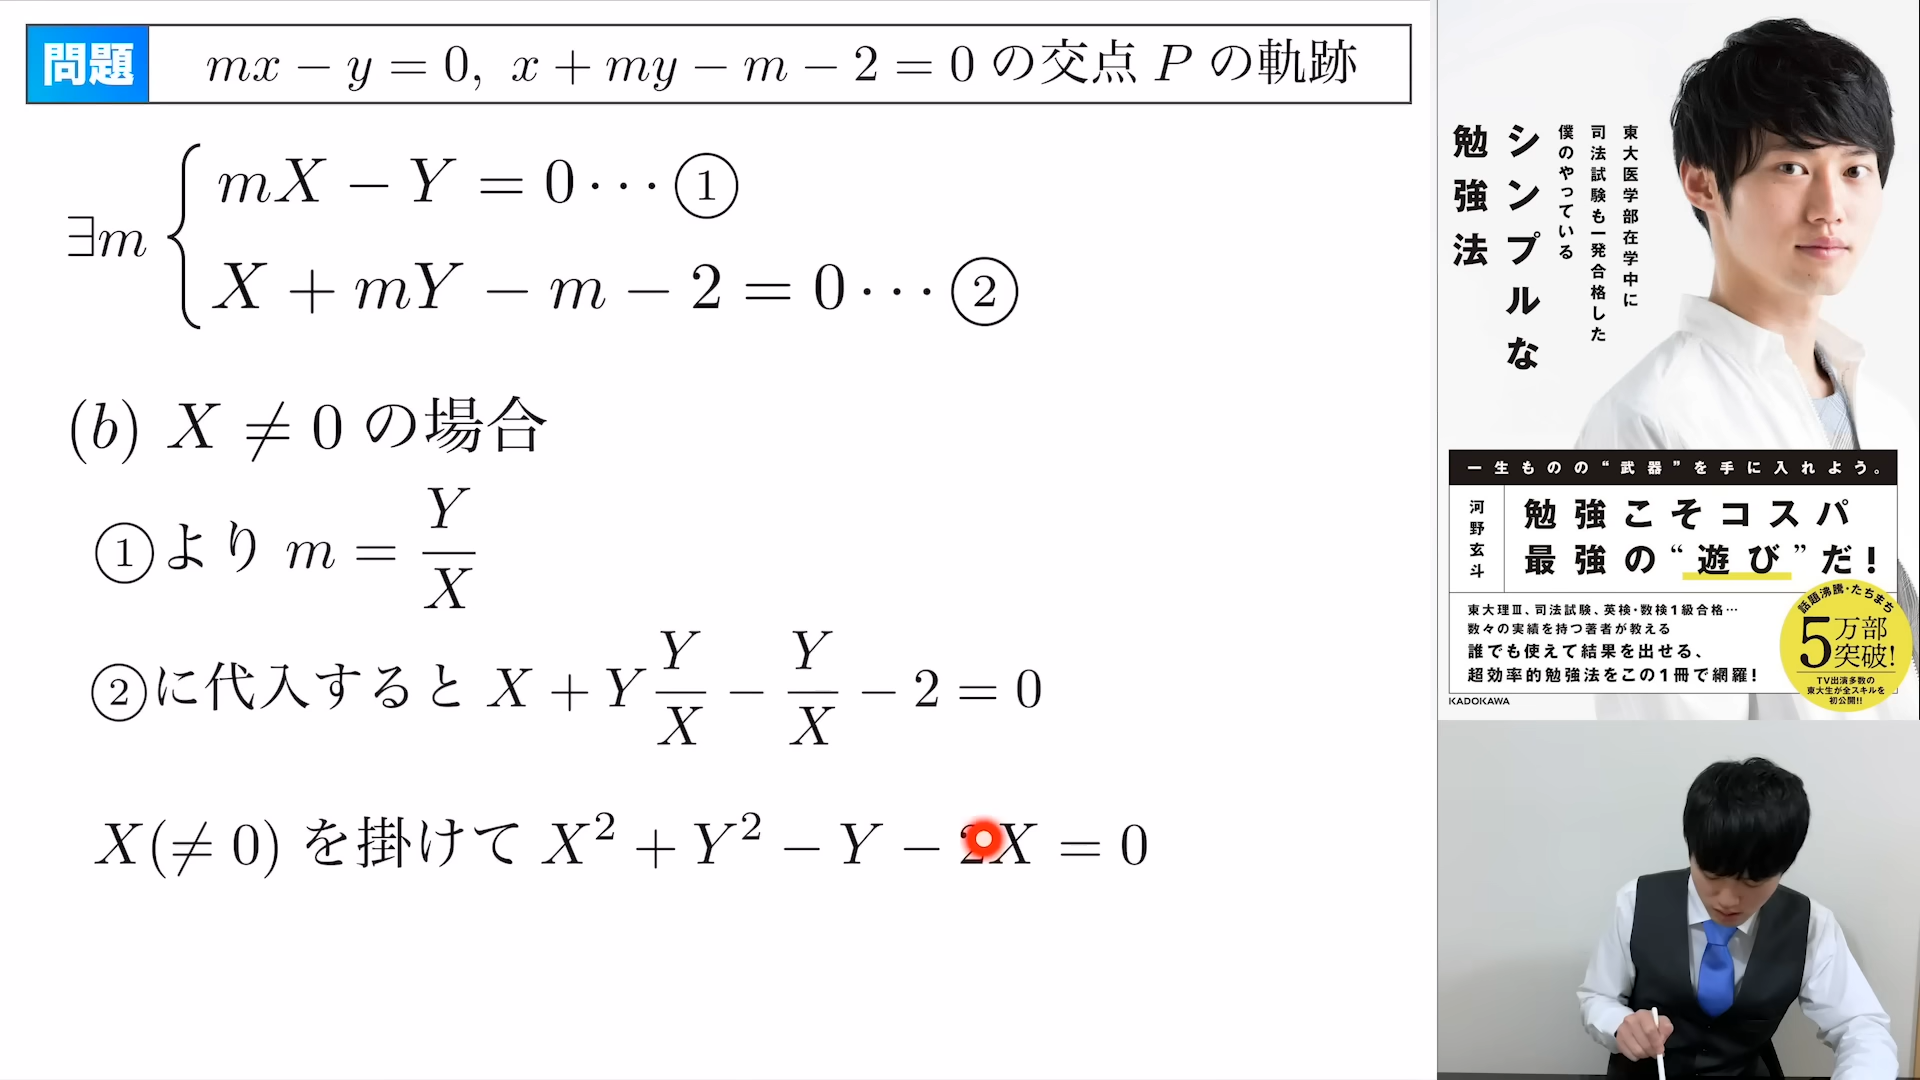 問題 mx − y = 0, x + my − m − 2 = 0 の交点 P の軌跡
∃m { mX − Y = 0 ⋯ ①
X + mY − m − 2 = 0 ⋯ ②
(b) X ≠ 0 の場合
①より m = Y/X
②に代入すると X + Y Y/X − Y/X − 2 = 0
X(≠ 0) を掛けて X² + Y² − Y − 2X = 0
東大医学部在学中に
司法試験も一発合格した
僕のやっている
シンプルな
勉強法
一生ものの“武器”を手に入れよう。
河野玄斗
勉強こそコスパ
最強の“遊び”だ!
東大理Ⅲ、司法試験、英検・数検1級合格…
数々の実績を持つ著者が教える
誰でも使えて結果を出せる、
超効率的勉強法をこの1冊で網羅!
話題沸騰・たちまち
5万部
突破!
TV出演多数の
東大生が全スキルを
初公開!!
KADOKAWA